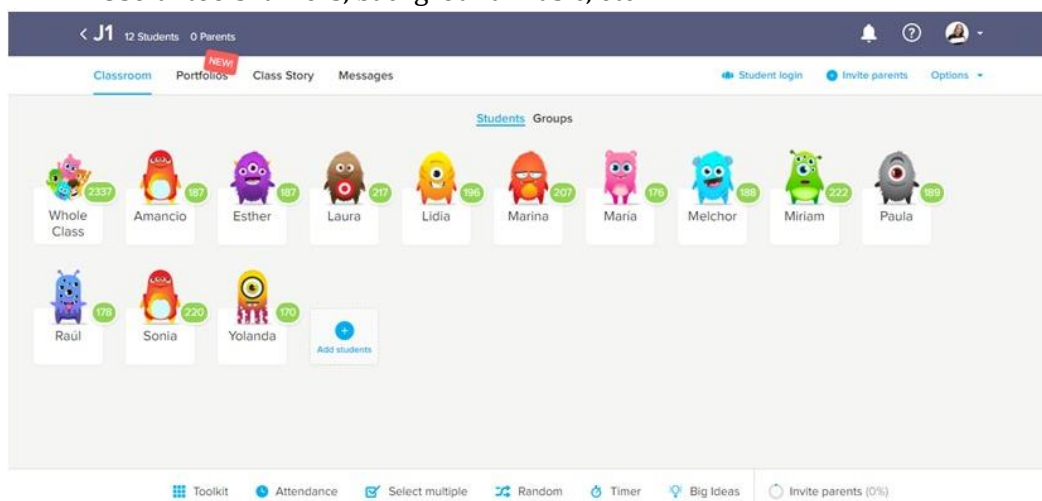 J1 12 Students 0 Parents
NEW!
Classroom Portfolios Class Story Messages Student login Invite parents Options
Students Groups
2337 187 187 217 196 207 176 188 222 189
Whole Class Amancio Esther Laura Lidia Marina María Melchor Miriam Paula
178 220 170
Raúl Sonia Yolanda Add students
Toolkit Attendance Select multiple Random Timer Big Ideas Invite parents (0%)